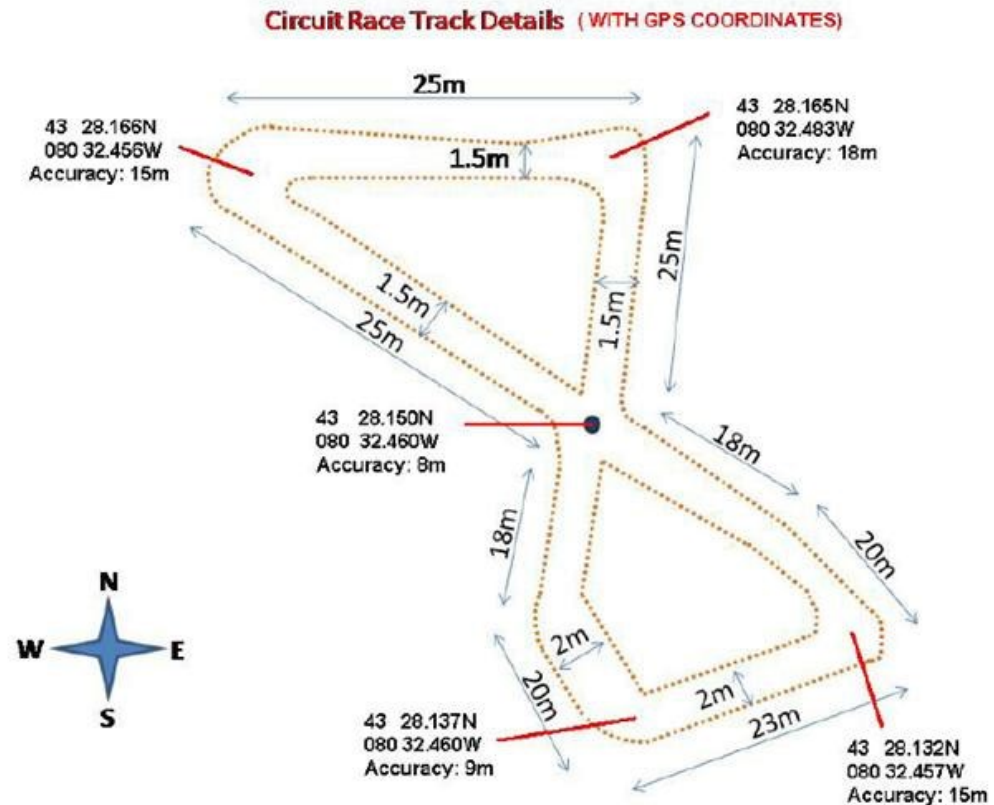 Circuit Race Track Details ( WITH GPS COORDINATES)
25m
43 28.166N
080 32.456W
Accuracy: 15m
43 28.165N
080 32.483W
Accuracy: 18m
1.5m
25m
1.5m
1.5m
25m
43 28.150N
080 32.460W
Accuracy: 8m
18m
18m
20m
N
W E
S
2m
20m
2m
23m
43 28.137N
080 32.460W
Accuracy: 9m
43 28.132N
080 32.457W
Accuracy: 15m